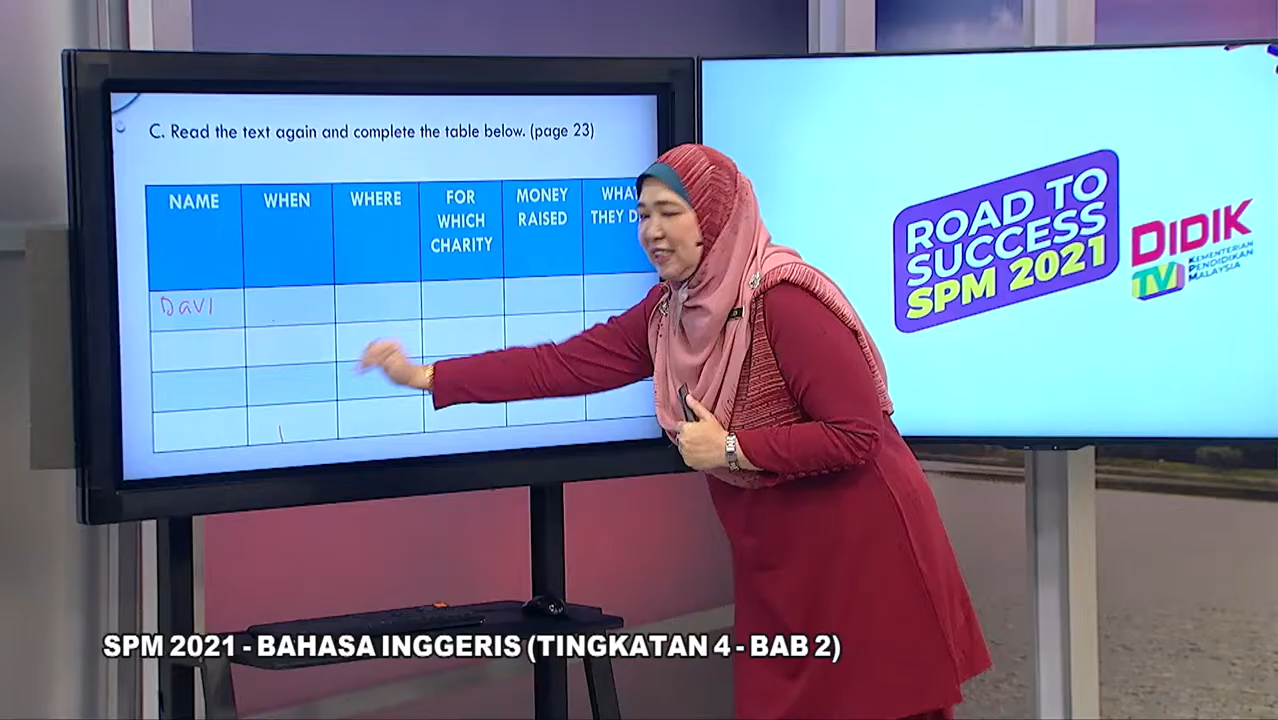 C. Read the text again and complete the table below. (page 23)
NAME
WHEN
WHERE
FOR WHICH CHARITY
MONEY RAISED
THEY
Davi
ROAD TO
SUCCESS
SPM 2021
DIDIK
TV
KEMENTERIAN
PENDIDIKAN
MALAYSIA
SPM 2021 - BAHASA INGGERIS (TINGKATAN 4 - BAB 2)